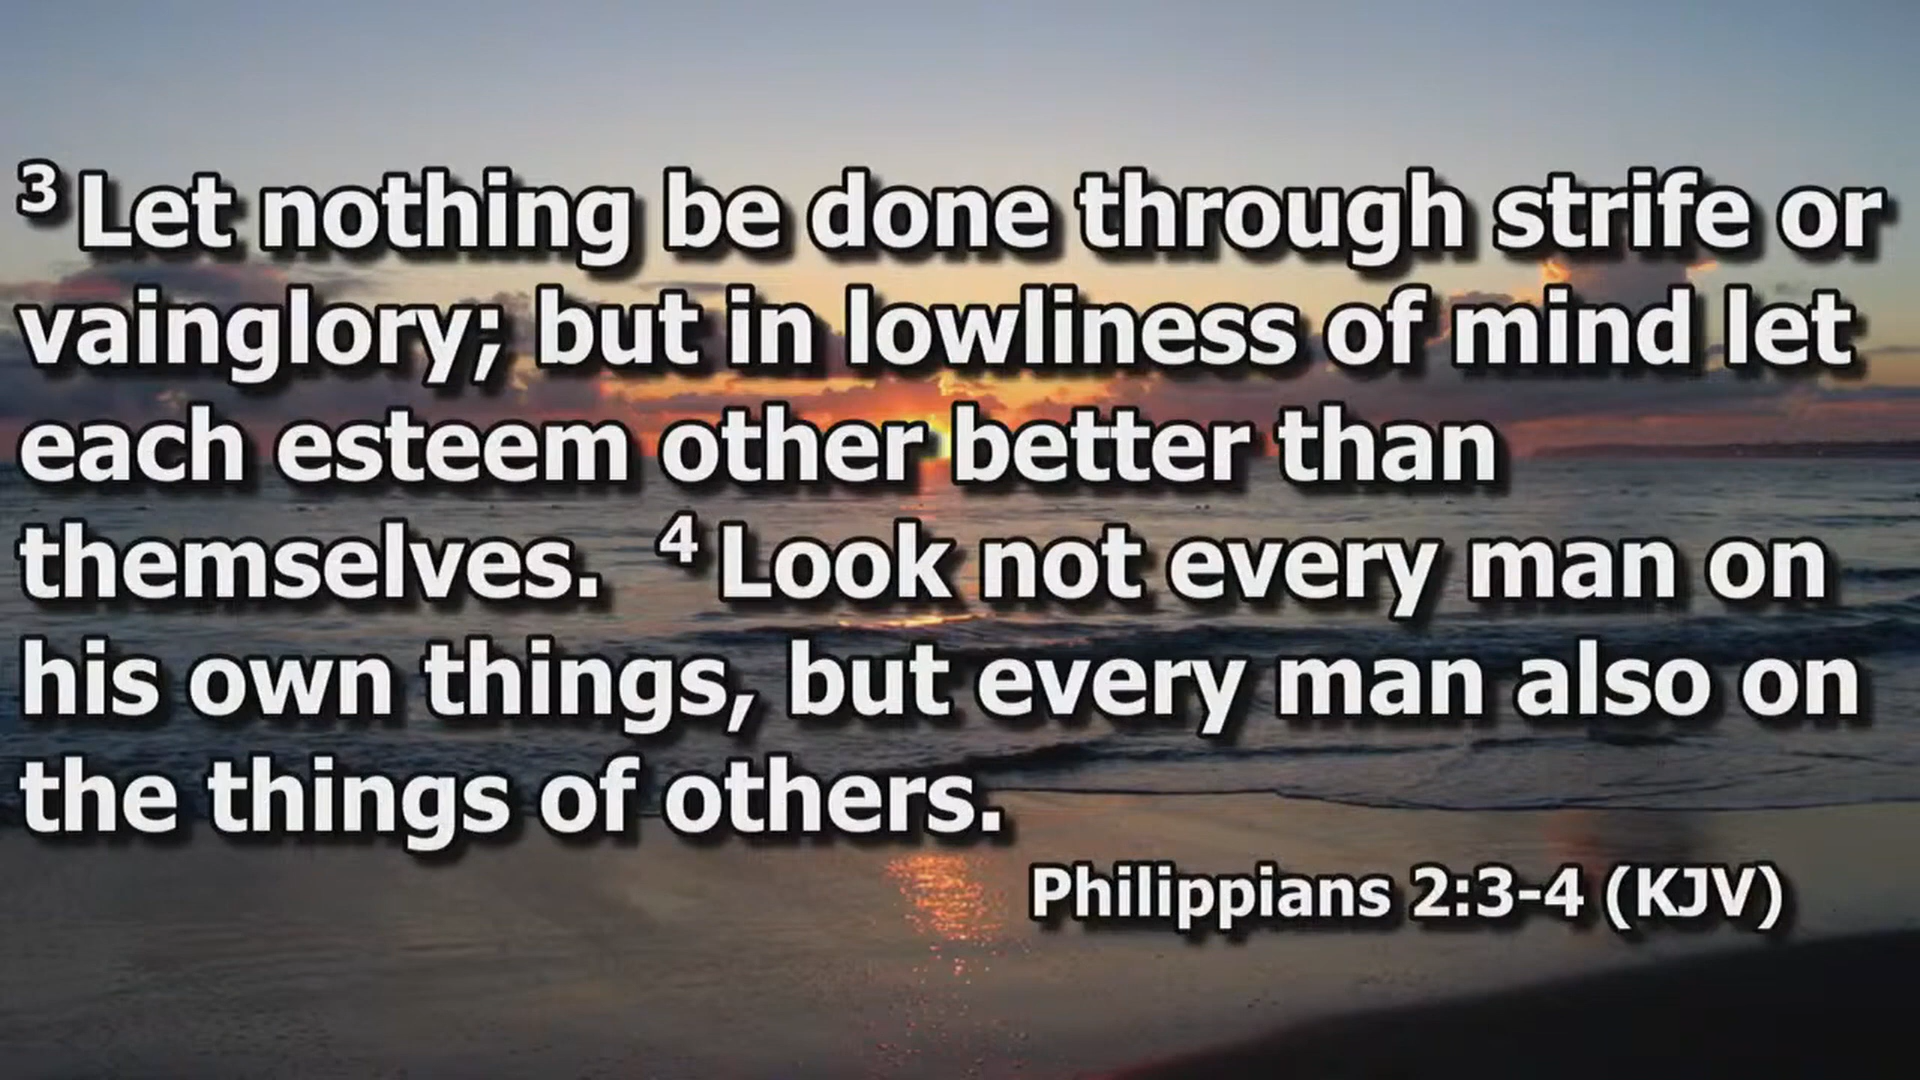 3 Let nothing be done through strife or
vainglory; but in lowliness of mind let
each esteem other better than
themselves. 4 Look not every man on
his own things, but every man also on
the things of others.
Philippians 2:3-4 (KJV)